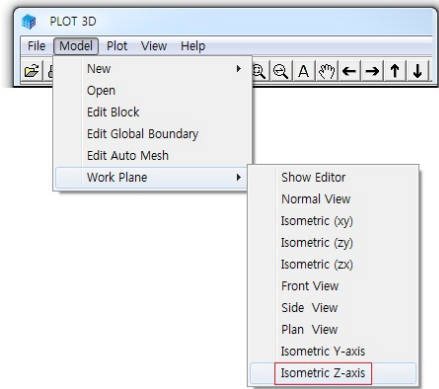 PLOT 3D
File Model Plot View Help
A
New
Open
Edit Block
Edit Global Boundary
Edit Auto Mesh
Work Plane
Show Editor
Normal View
Isometric (xy)
Isometric (zy)
Isometric (zx)
Front View
Side View
Plan View
Isometric Y-axis
Isometric Z-axis